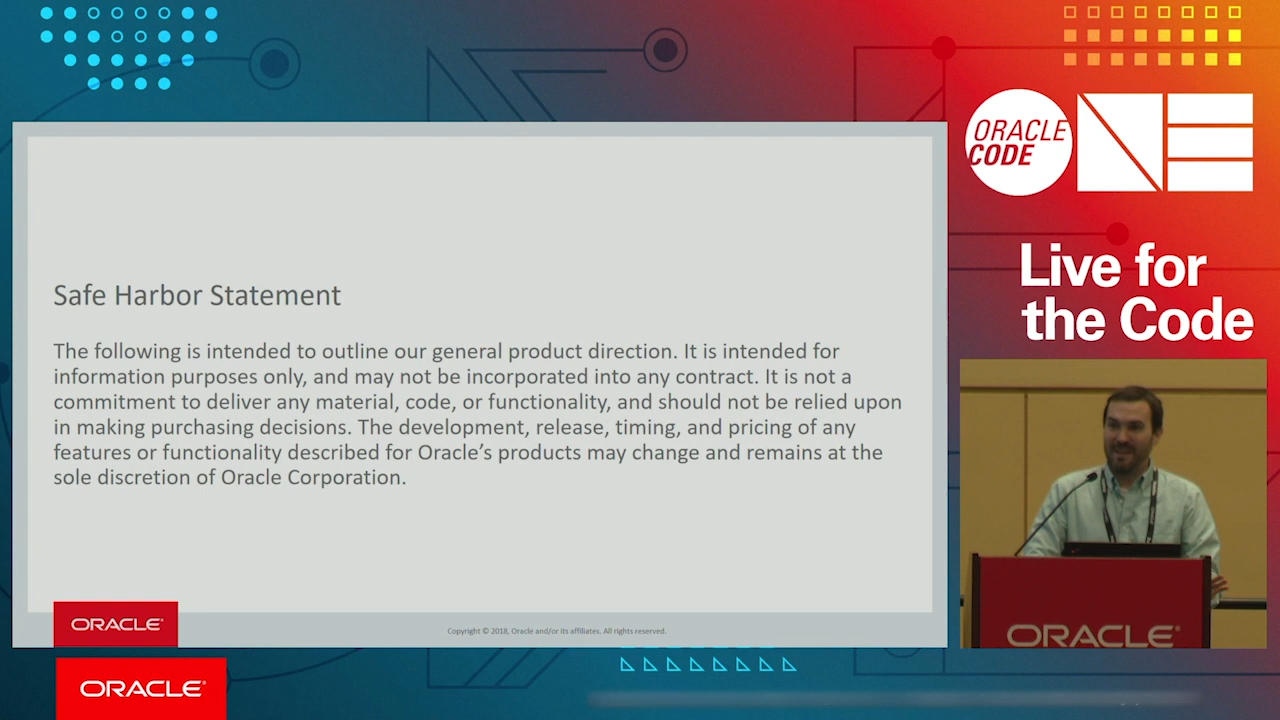 ORACLE
CODE
ONE
Live for
the Code
Safe Harbor Statement
The following is intended to outline our general product direction. It is intended for
information purposes only, and may not be incorporated into any contract. It is not a
commitment to deliver any material, code, or functionality, and should not be relied upon
in making purchasing decisions. The development, release, timing, and pricing of any
features or functionality described for Oracle’s products may change and remains at the
sole discretion of Oracle Corporation.
ORACLE®
Copyright © 2018, Oracle and/or its affiliates. All rights reserved.
ORACLE®
ORACLE®